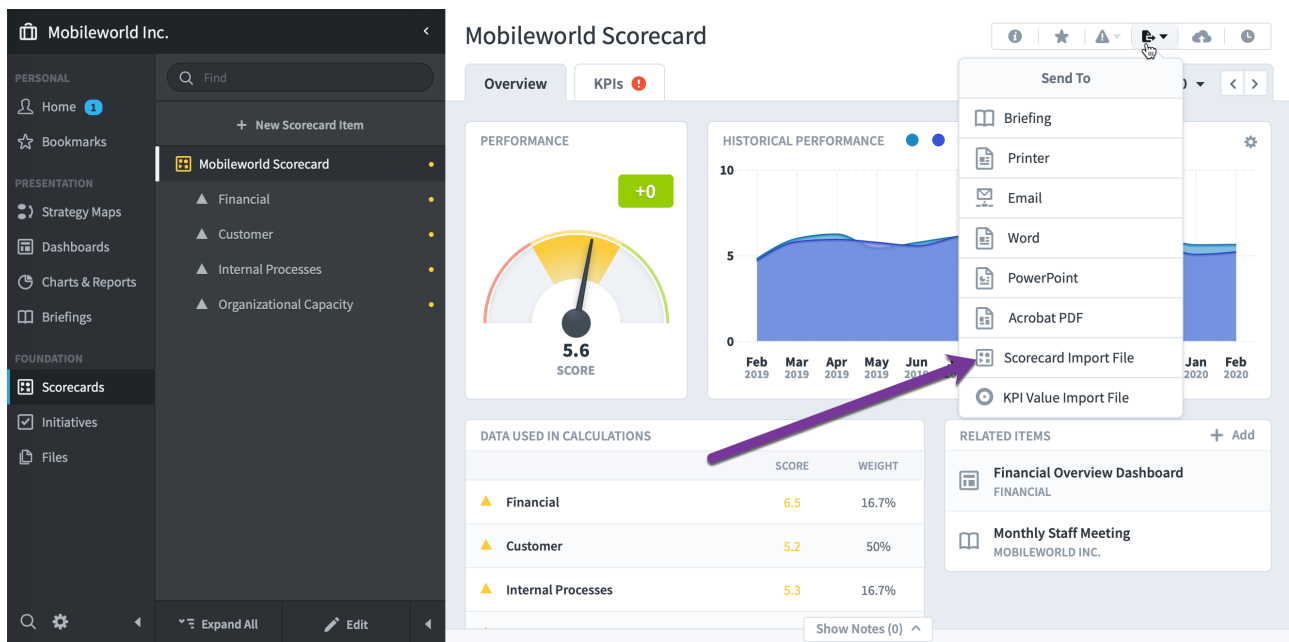 Mobileworld Inc.
PERSONAL
Home 1
Bookmarks
PRESENTATION
Strategy Maps
Dashboards
Charts & Reports
Briefings
FOUNDATION
Scorecards
Initiatives
Files
Find
+ New Scorecard Item
Mobileworld Scorecard
Financial
Customer
Internal Processes
Organizational Capacity
Expand All
Edit
Mobileworld Scorecard
Overview
KPIs
Send To
Briefing
Printer
Email
Word
PowerPoint
Acrobat PDF
Scorecard Import File
KPI Value Import File
PERFORMANCE
+0
5.6
SCORE
HISTORICAL PERFORMANCE
10
5
0
Feb Mar Apr May Jun Jan Feb
2019 2019 2019 2019 2019 2020 2020
DATA USED IN CALCULATIONS
SCORE WEIGHT
Financial 6.5 16.7%
Customer 5.2 50%
Internal Processes 5.3 16.7%
RELATED ITEMS + Add
Financial Overview Dashboard
FINANCIAL
Monthly Staff Meeting
MOBILEWORLD INC.
Show Notes (0)